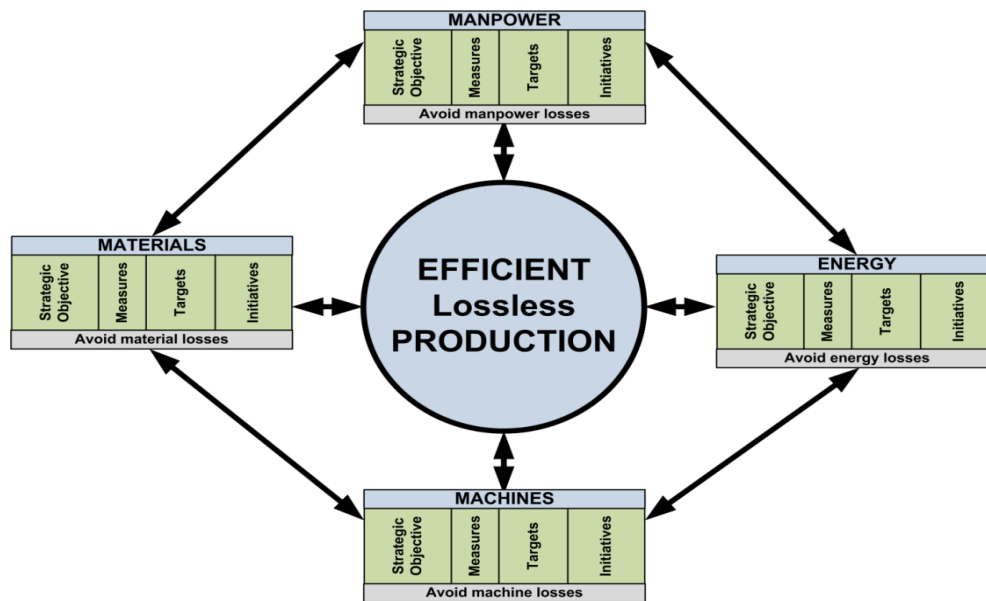 MANPOWER
Strategic
Objective
Measures
Targets
Initiatives
Avoid manpower losses
MATERIALS
Strategic
Objective
Measures
Targets
Initiatives
Avoid material losses
EFFICIENT
Lossless
PRODUCTION
ENERGY
Strategic
Objective
Measures
Targets
Initiatives
Avoid energy losses
MACHINES
Strategic
Objective
Measures
Targets
Initiatives
Avoid machine losses